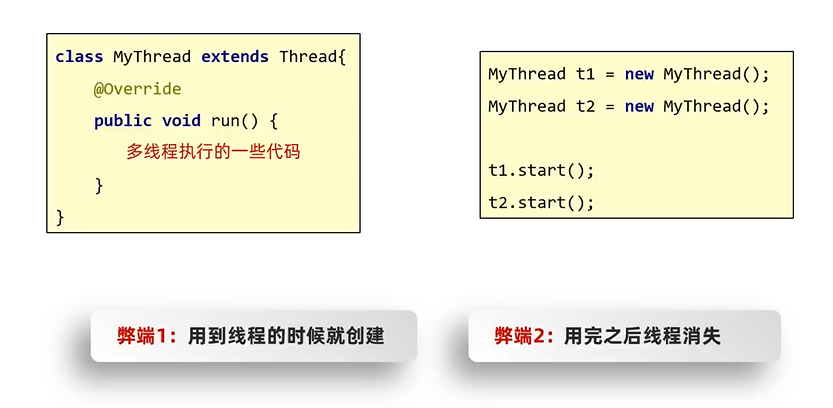 class MyThread extends Thread{
    @Override
    public void run() {
        多线程执行的一些代码
    }
}
MyThread t1 = new MyThread();
MyThread t2 = new MyThread();

t1.start();
t2.start();
弊端1：用到线程的时候就创建
弊端2：用完之后线程消失